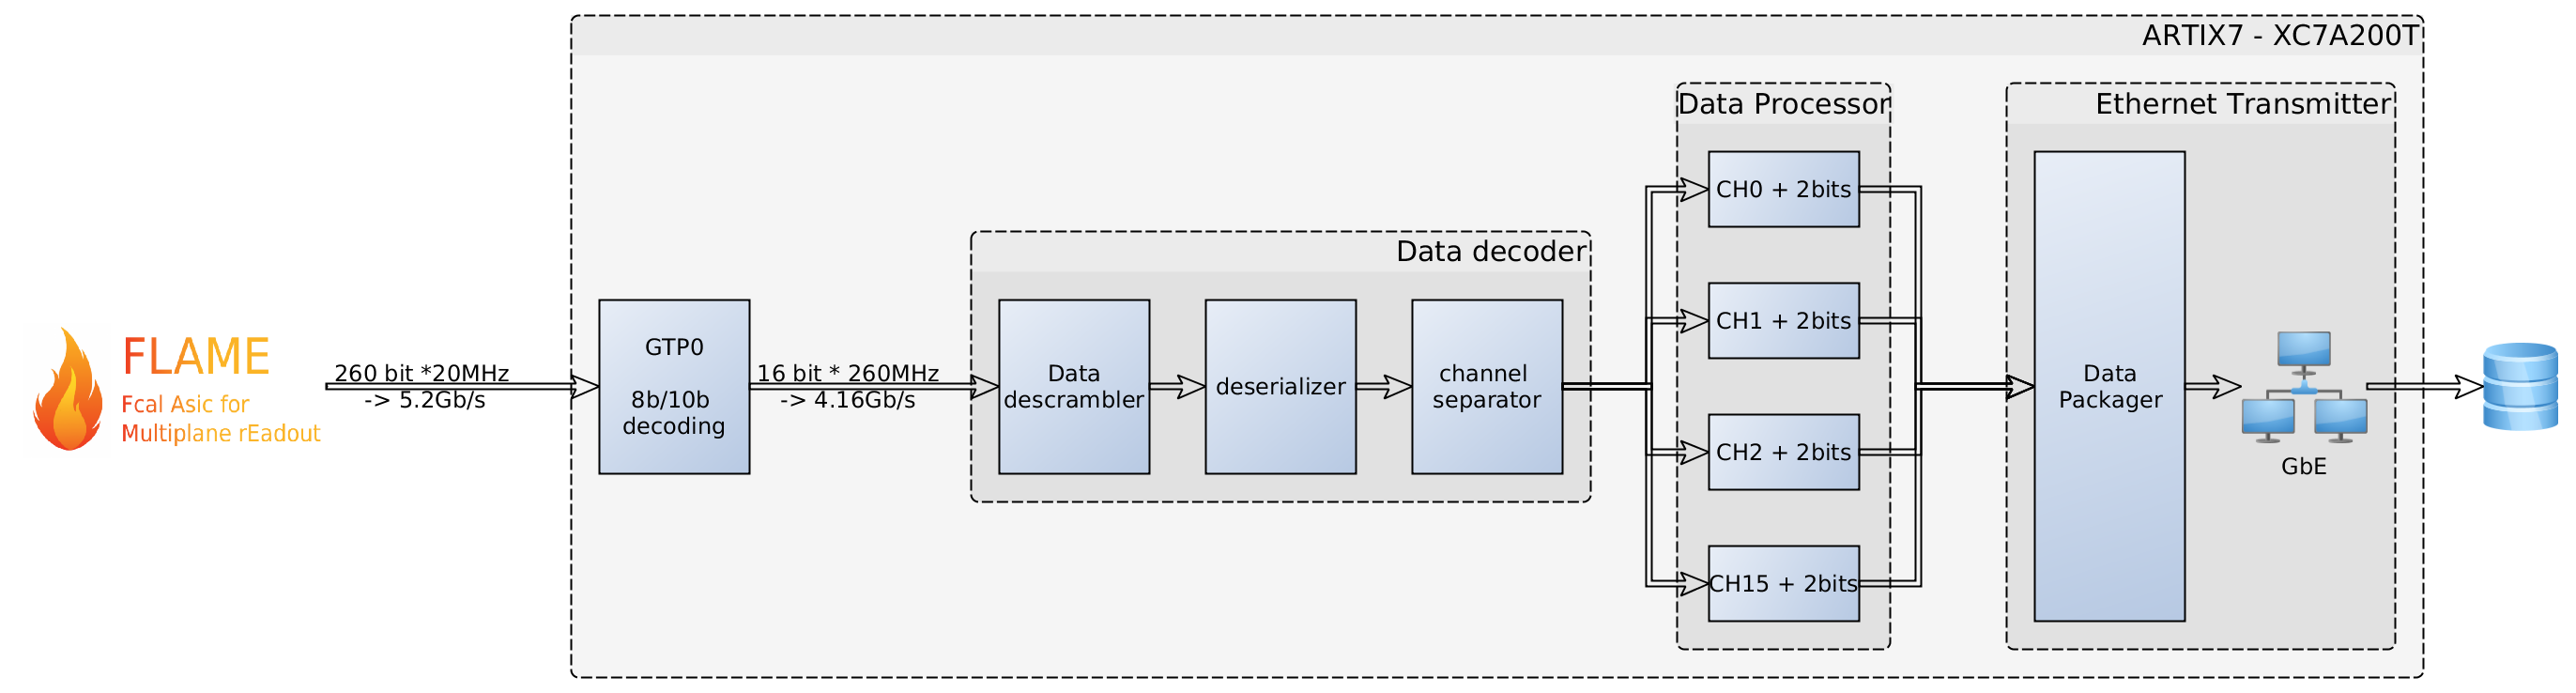 ARTIX7 - XC7A200T
FLAME
Fcal Asic for
Multiplane rEadout
260 bit *20MHz
-> 5.2Gb/s
GTP0
8b/10b
decoding
16 bit * 260MHz
-> 4.16Gb/s
Data decoder
Data
descrambler
deserializer
channel
separator
Data Processor
CH0 + 2bits
CH1 + 2bits
CH2 + 2bits
CH15 + 2bits
Ethernet Transmitter
Data
Packager
GbE